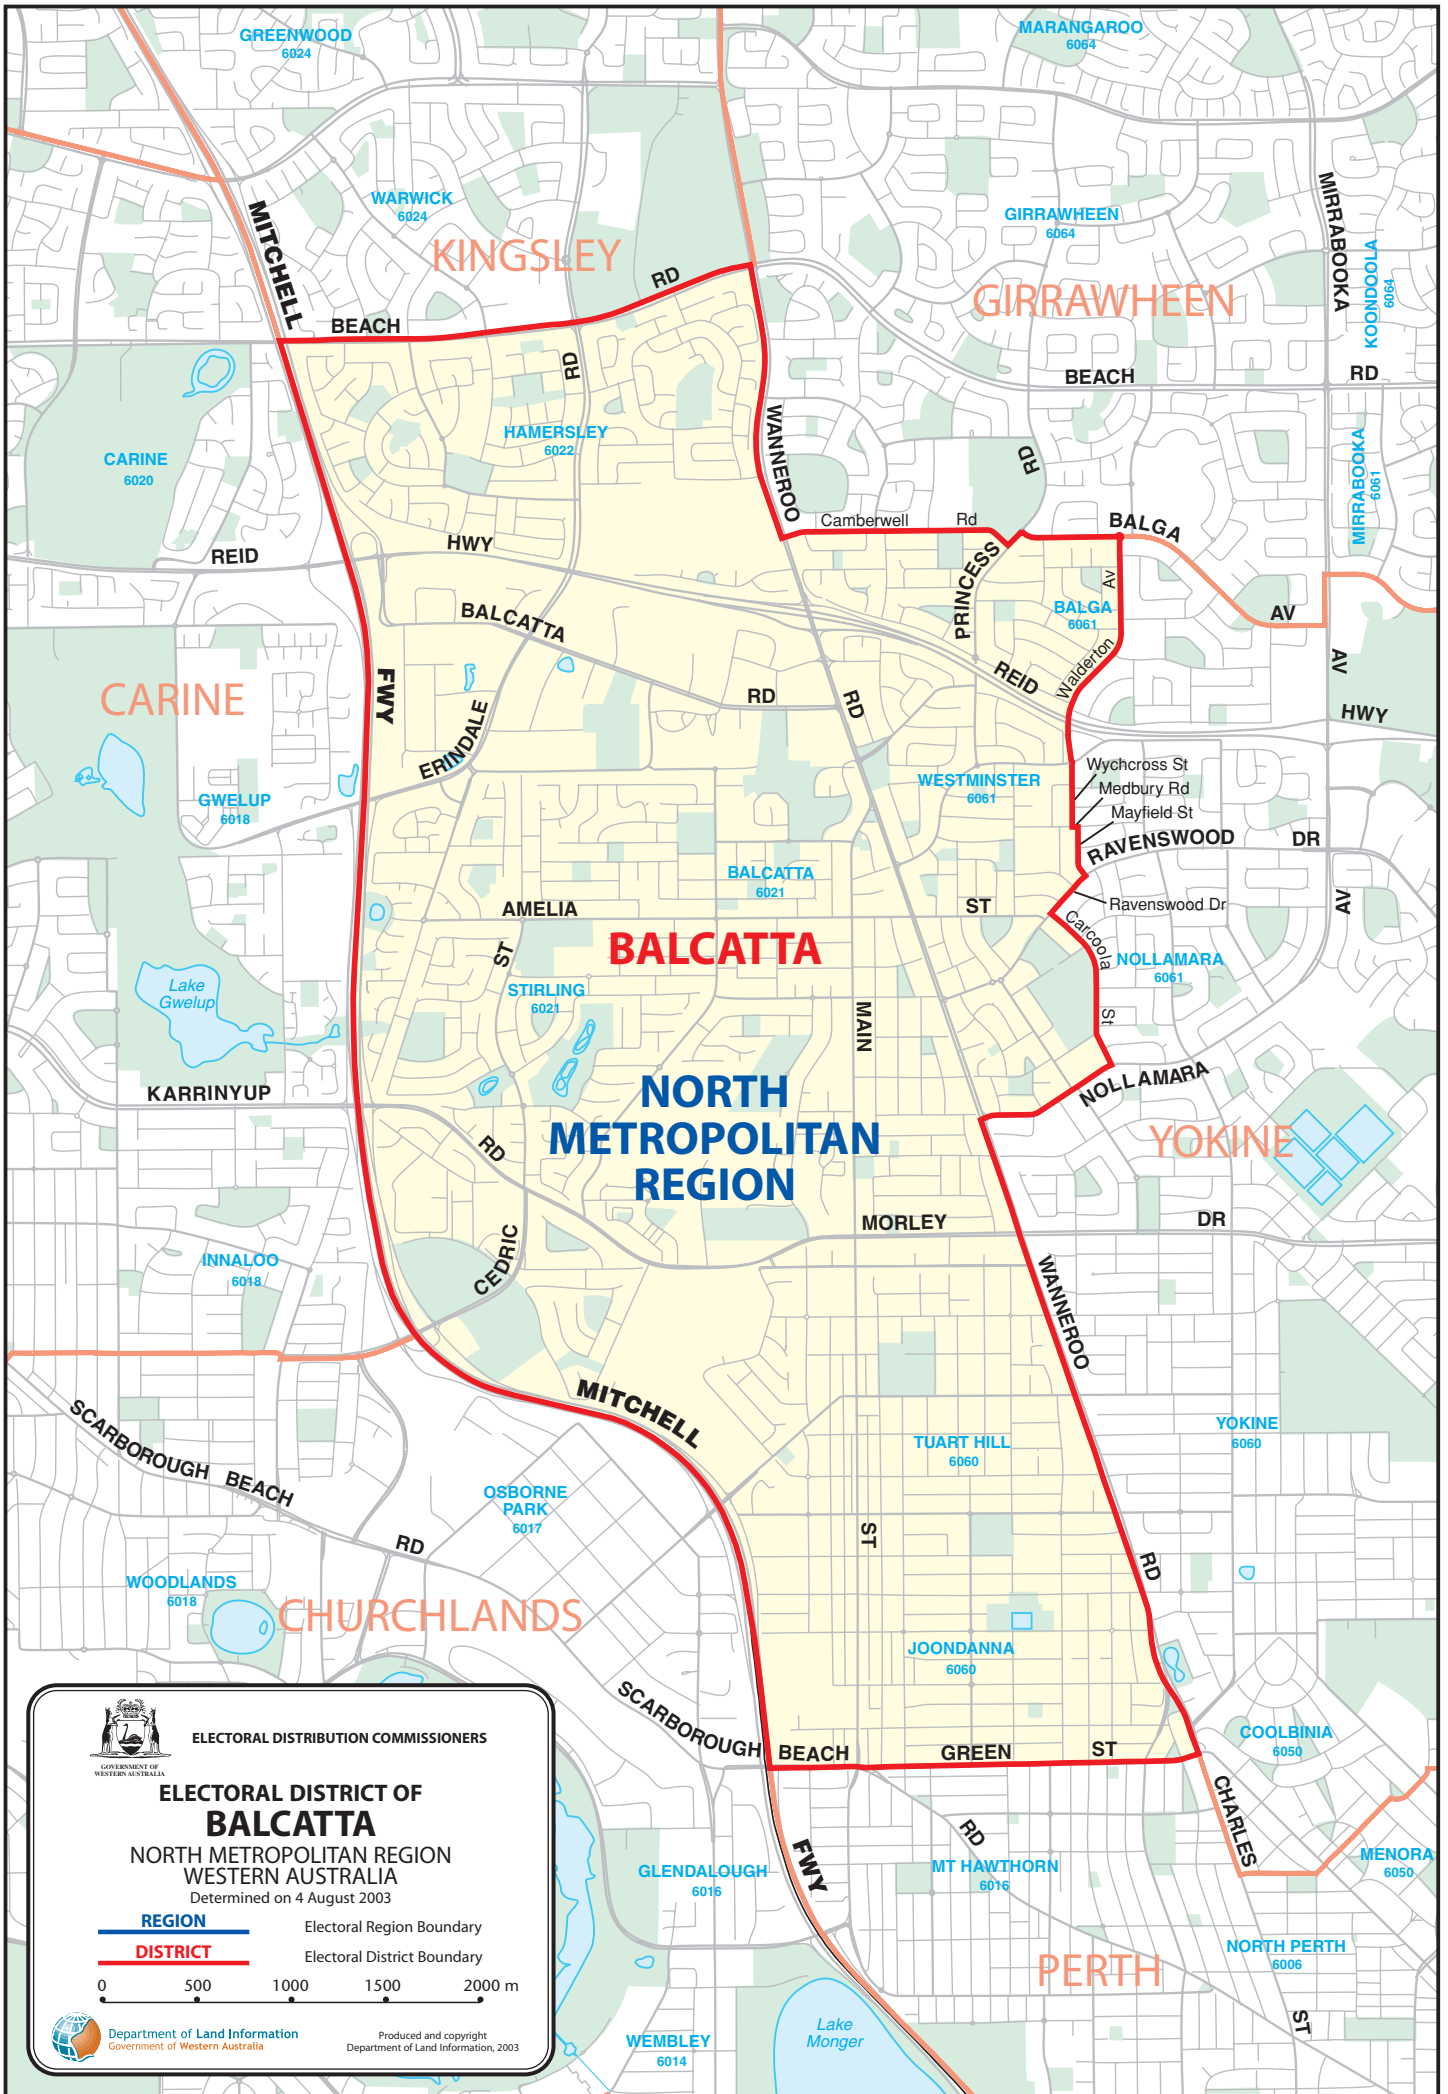 GREENWOOD
6024
MARANGAROO
6064
WARWICK
6024
KINGSLEY
GIRRAWHEEN
6064
MIRRABOOKA
KOONDOOLA
6064
GIRRAWHEEN
MITCHELL
BEACH
RD
RD
BEACH
RD
CARINE
6020
HAMERSLEY
6022
WANNEROO
RD
MIRRABOOKA
6061
REID
HWY
Camberwell
Rd
BALGA
AV
PRINCESS
Av
BALGA
6061
BALCATTA
RD
REID
Walderton
AV
HWY
CARINE
FWY
RD
ERINDALE
GWELUP
6018
WESTMINSTER
6061
Wychcross St
Medbury Rd
Mayfield St
RAVENSWOOD
DR
BALCATTA
6021
AMELIA
ST
Ravenswood Dr
AV
BALCATTA
ST
Carcoola
St
NOLLAMARA
6061
Lake
Gwelup
STIRLING
6021
MAIN
KARRINYUP
RD
NORTH
METROPOLITAN
REGION
NOLLAMARA
YOKINE
MORLEY
DR
INNALOO
6018
CEDRIC
WANNEROO
MITCHELL
SCARBOROUGH
BEACH
RD
OSBORNE
PARK
6017
TUART HILL
6060
YOKINE
6060
ST
RD
WOODLANDS
6018
CHURCHLANDS
JOONDANNA
6060
SCARBOROUGH
BEACH
GREEN
ST
COOLBINIA
6050
CHARLES
RD
FWY
GLENDALOUGH
6016
MT HAWTHORN
6016
MENORA
6050
NORTH PERTH
6006
PERTH
ST
WEMBLEY
6014
Lake
Monger
GOVERNMENT OF
WESTERN AUSTRALIA
ELECTORAL DISTRIBUTION COMMISSIONERS
ELECTORAL DISTRICT OF
BALCATTA
NORTH METROPOLITAN REGION
WESTERN AUSTRALIA
Determined on 4 August 2003
REGION Electoral Region Boundary
DISTRICT Electoral District Boundary
0 500 1000 1500 2000 m
Department of Land Information
Government of Western Australia
Produced and copyright
Department of Land Information, 2003